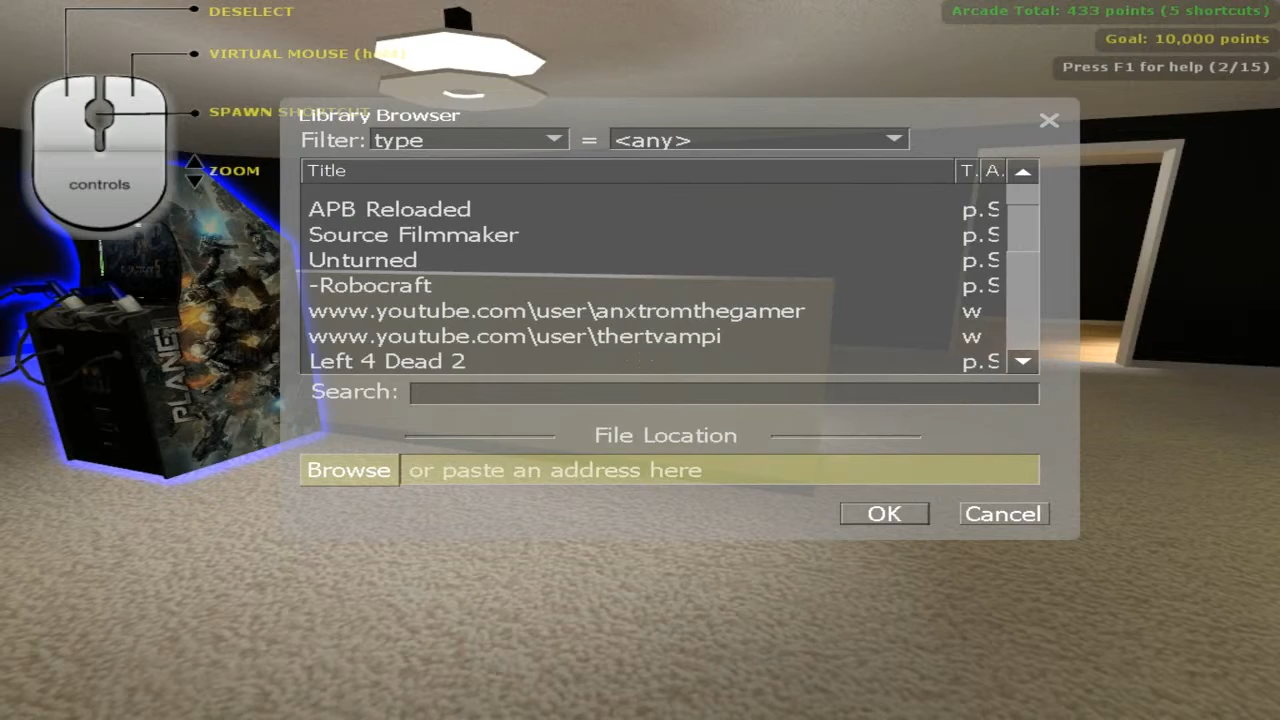 DESELECT
Arcade Total: 433 points (5 shortcuts)
Goal: 10,000 points
VIRTUAL MOUSE (hold)
Press F1 for help (2/15)
SPAWN SHORTCUT
Library Browser
Filter: type = <any>
ZOOM
Title T. A.
controls
APB Reloaded p. S
Source Filmmaker p. S
Unturned p. S
-Robocraft p. S
www.youtube.com\user\anxtromthegamer w
www.youtube.com\user\thertvampi w
Left 4 Dead 2 p. S
Search:
PLANET
File Location
Browse or paste an address here
OK Cancel